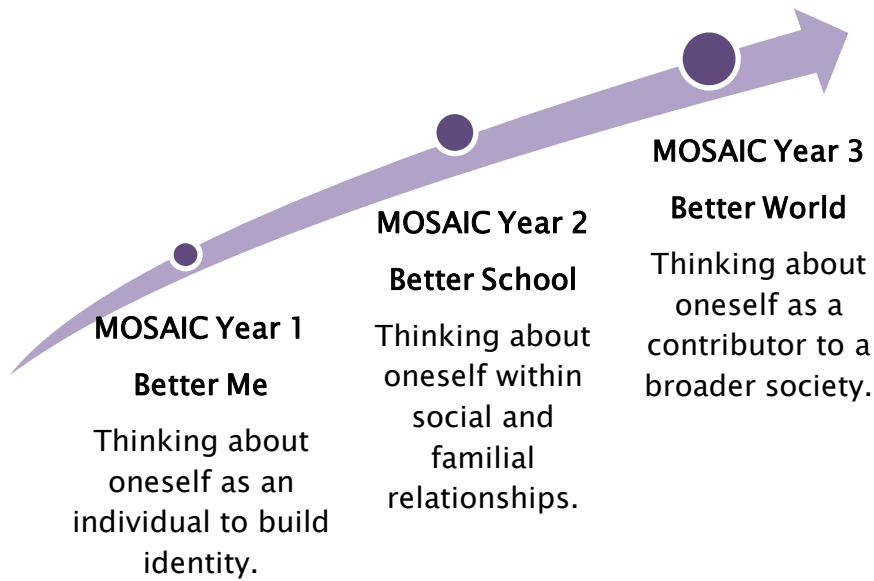 MOSAIC Year 1
Better Me
Thinking about
oneself as an
individual to build
identity.
MOSAIC Year 2
Better School
Thinking about
oneself within
social and
familial
relationships.
MOSAIC Year 3
Better World
Thinking about
oneself as a
contributor to a
broader society.